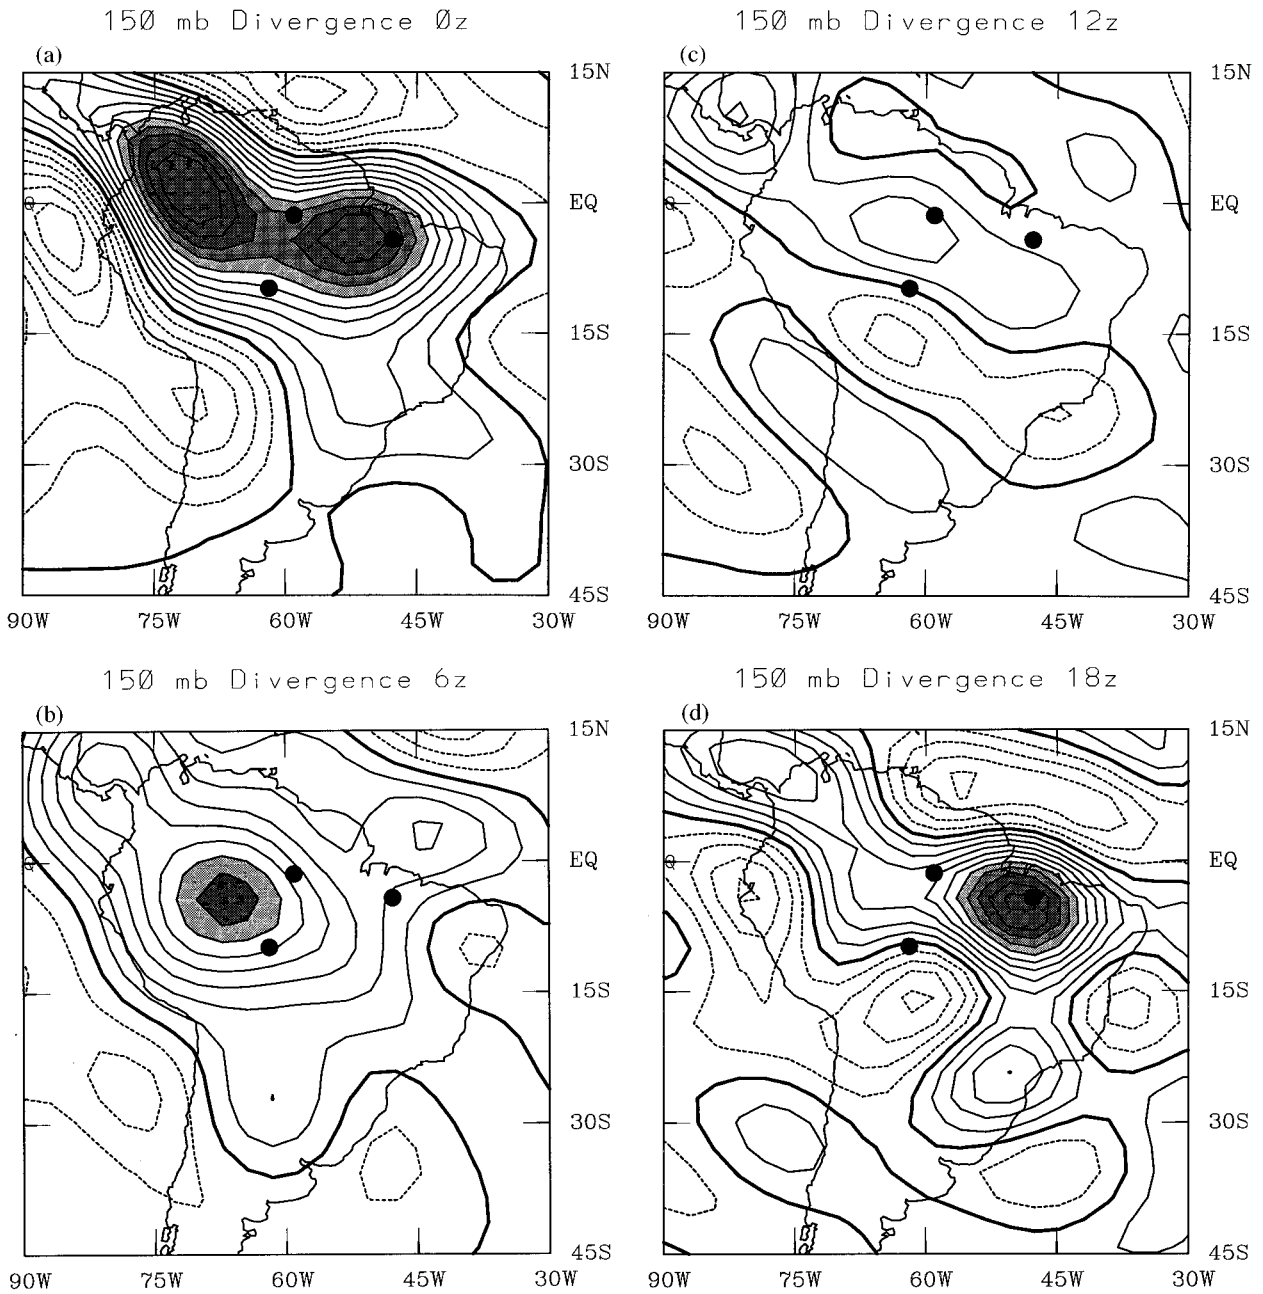 150 mb Divergence 0z
(a)
15N
EQ
15S
30S
45S
90W 75W 60W 45W 30W
150 mb Divergence 12z
(c)
15N
EQ
15S
30S
45S
90W 75W 60W 45W 30W
150 mb Divergence 6z
(b)
15N
EQ
15S
30S
45S
90W 75W 60W 45W 30W
150 mb Divergence 18z
(d)
15N
EQ
15S
30S
45S
90W 75W 60W 45W 30W